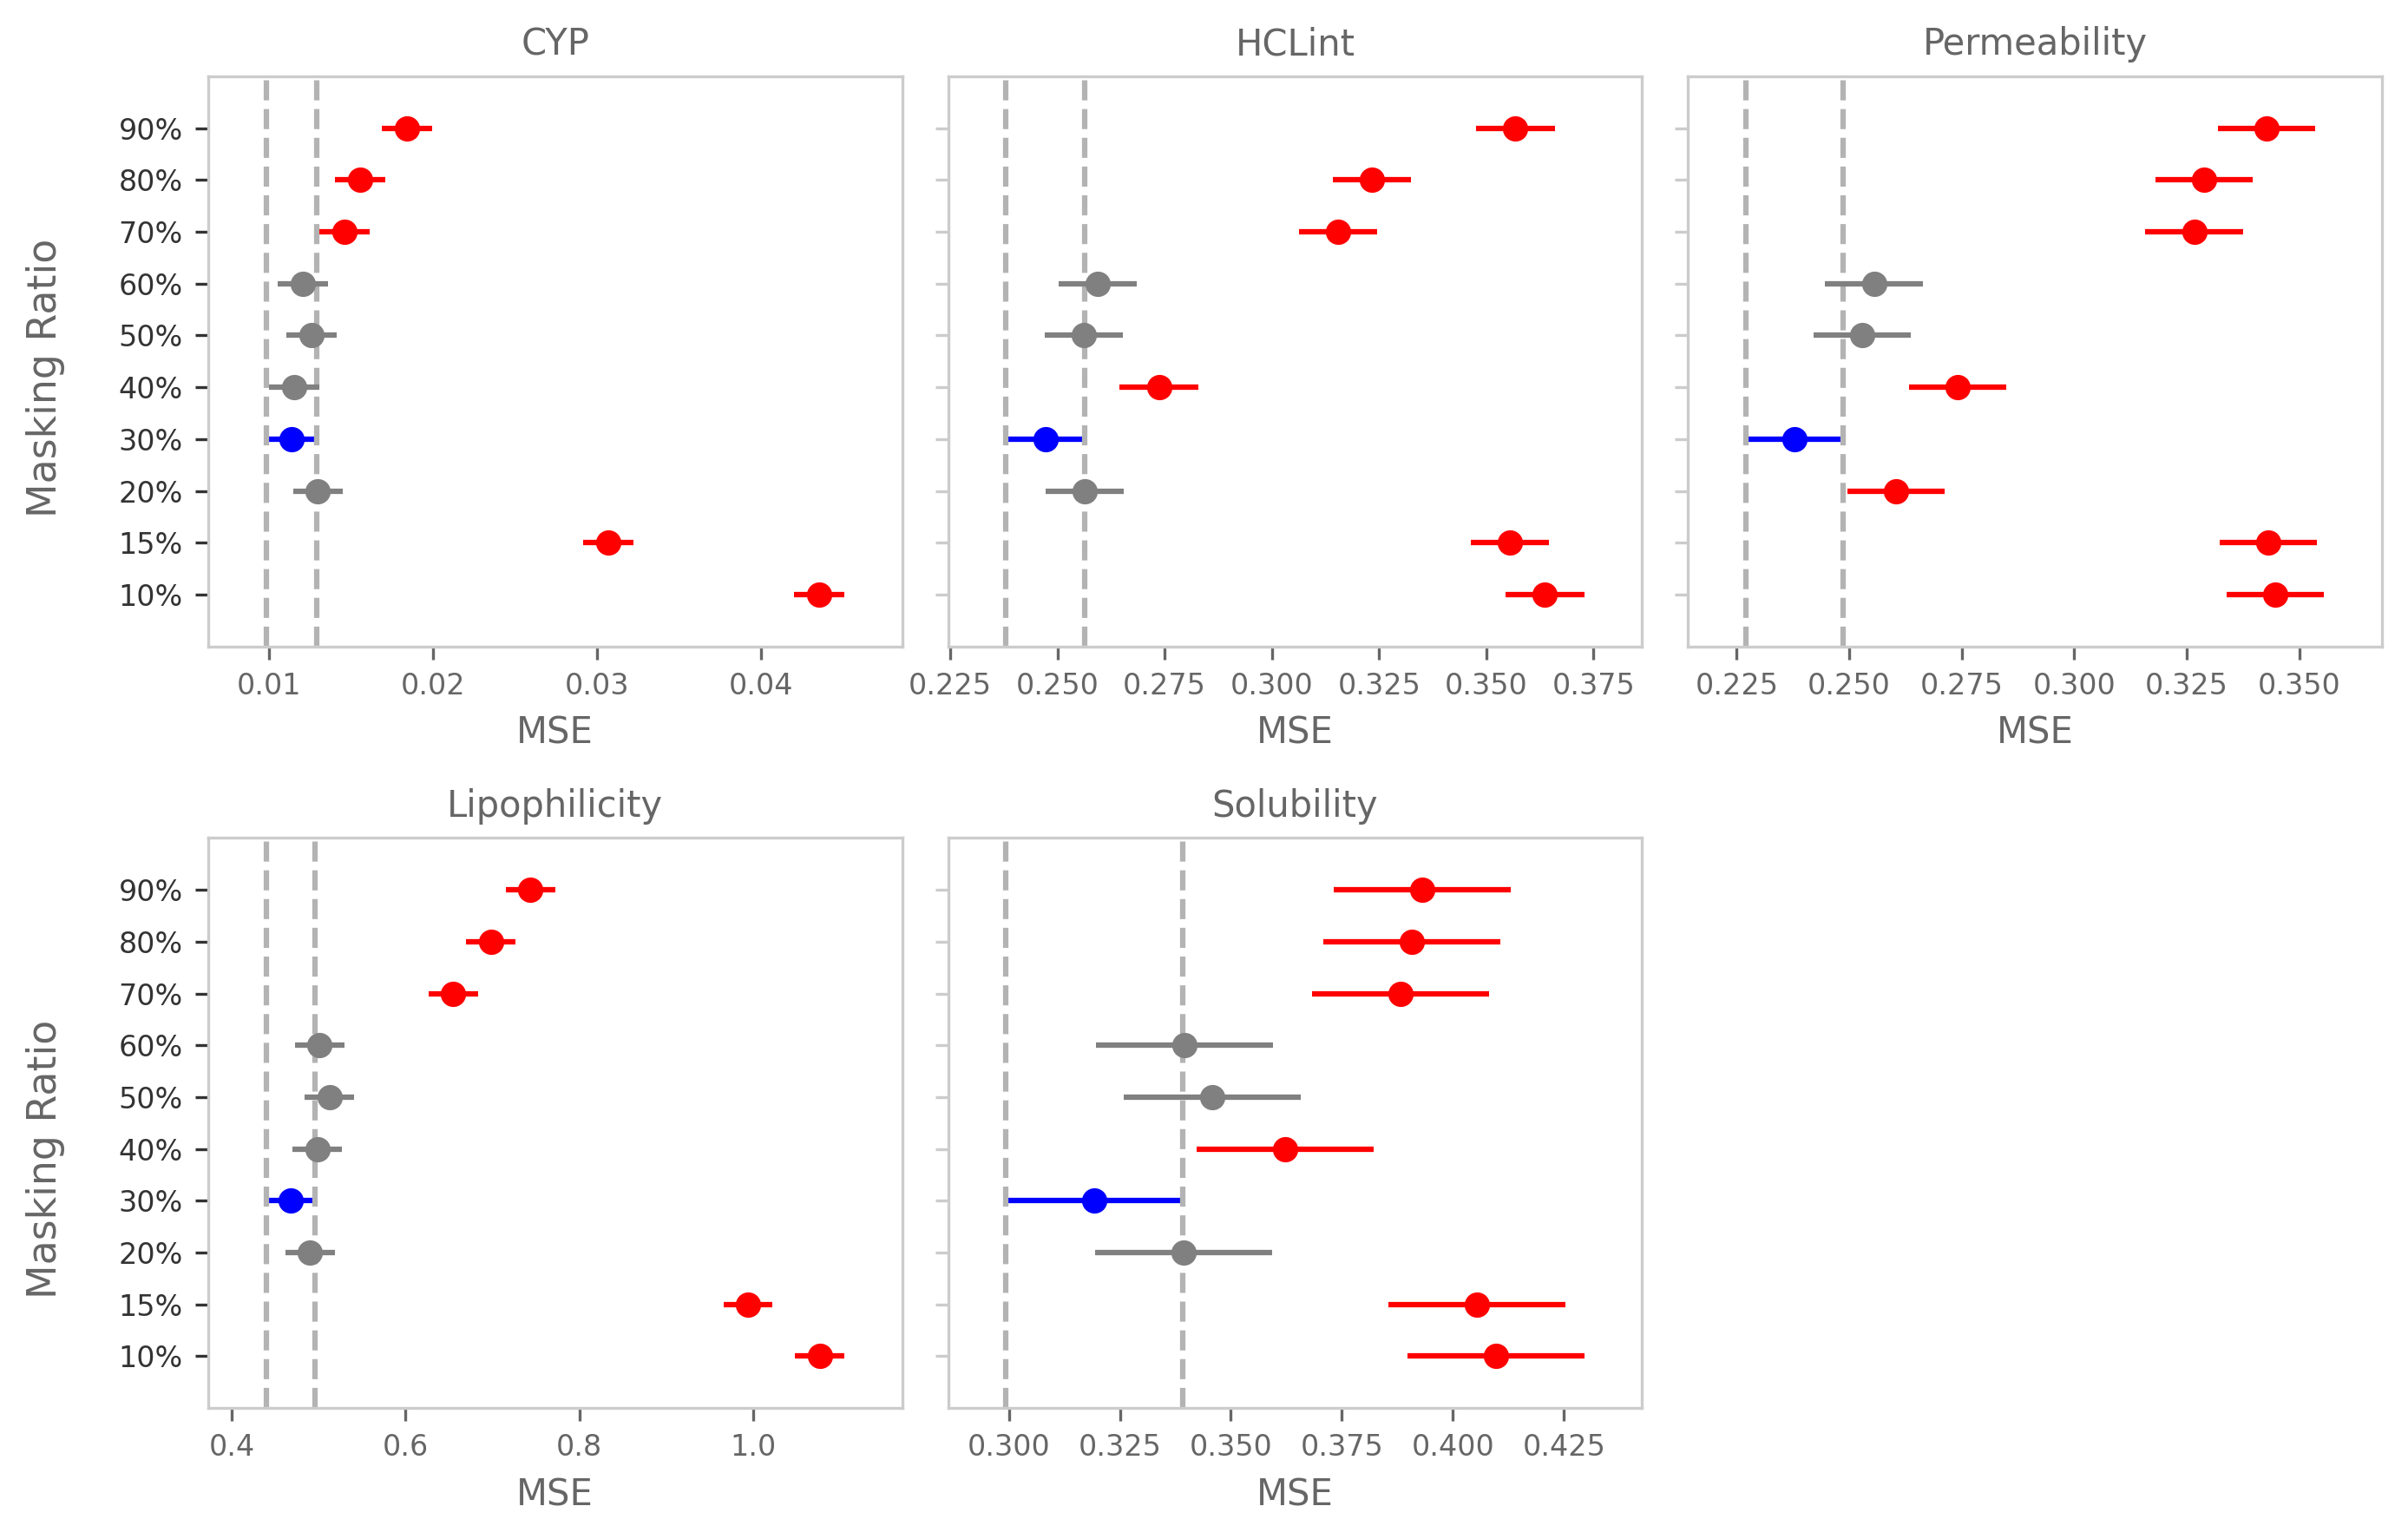 CYP
HCLint
Permeability
Masking Ratio
90%
80%
70%
60%
50%
40%
30%
20%
15%
10%
0.01 0.02 0.03 0.04
0.225 0.250 0.275 0.300 0.325 0.350 0.375
0.225 0.250 0.275 0.300 0.325 0.350
MSE
MSE
MSE
Lipophilicity
Solubility
Masking Ratio
90%
80%
70%
60%
50%
40%
30%
20%
15%
10%
0.4 0.6 0.8 1.0
0.300 0.325 0.350 0.375 0.400 0.425
MSE
MSE